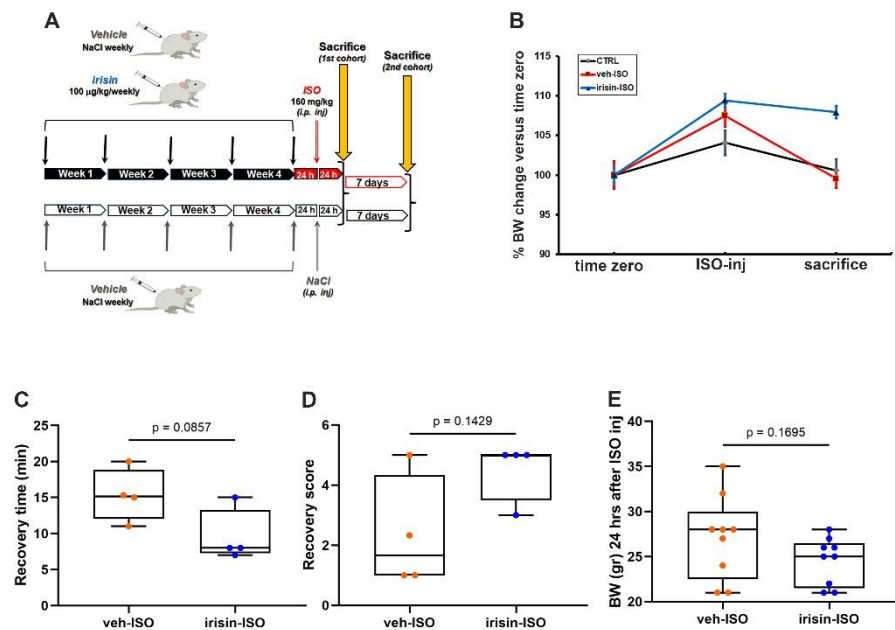 A
Vehicle
NaCl weekly
irisin
100 µg/kg/weekly
ISO
160 mg/kg
(i.p. inj)
Sacrifice
(1st cohort)
Sacrifice
(2nd cohort)
Week 1
Week 2
Week 3
Week 4
24 h
24 h
7 days
Week 1
Week 2
Week 3
Week 4
24 h
24 h
7 days
Vehicle
NaCl weekly
NaCl
(i.p. inj)
B
% BW change versus time zero
115
110
105
100
95
90
CTRL
veh-ISO
irisin-ISO
time zero
ISO-inj
sacrifice
C
Recovery time (min)
25
20
15
10
5
0
p = 0.0857
veh-ISO
irisin-ISO
D
Recovery score
6
4
2
0
p = 0.1429
veh-ISO
irisin-ISO
E
BW (gr) 24 hrs after ISO inj
40
35
30
25
20
p = 0.1695
veh-ISO
irisin-ISO